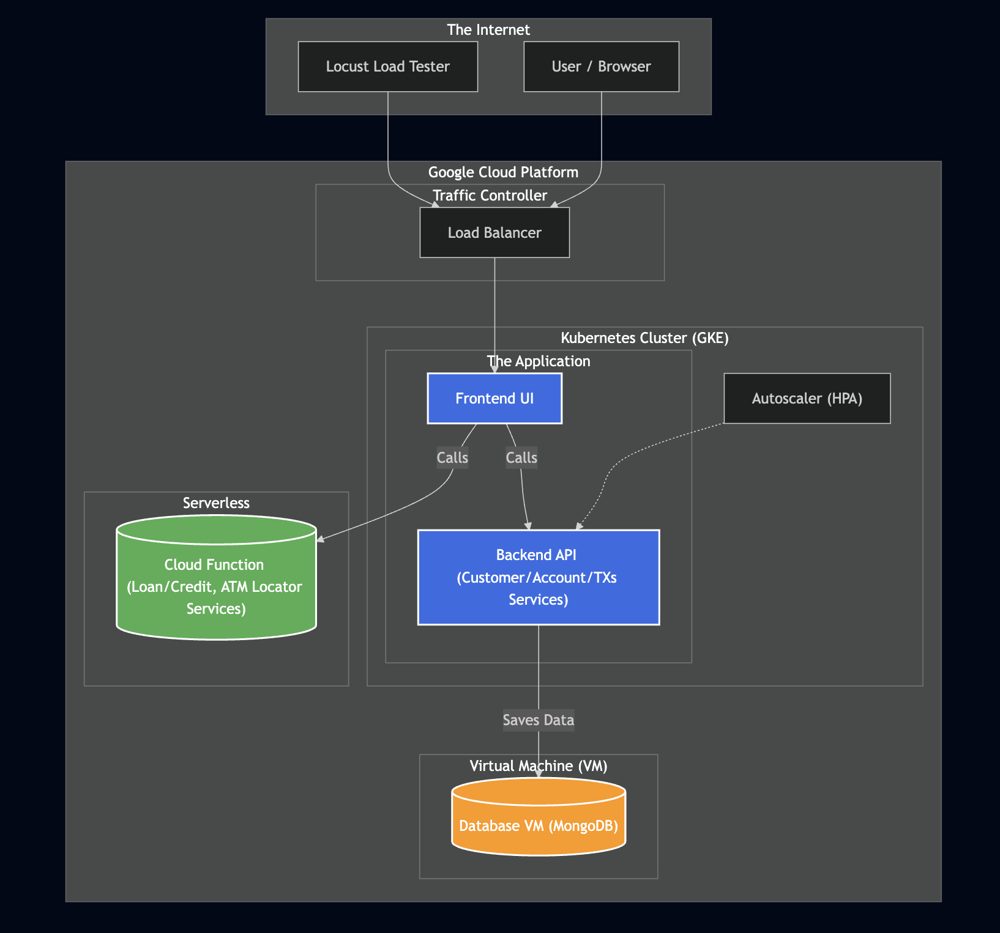 The Internet
Locust Load Tester
User / Browser
Google Cloud Platform
Traffic Controller
Load Balancer
Kubernetes Cluster (GKE)
The Application
Frontend UI
Autoscaler (HPA)
Calls
Calls
Serverless
Cloud Function
(Loan/Credit, ATM Locator
Services)
Backend API
(Customer/Account/TXs
Services)
Saves Data
Virtual Machine (VM)
Database VM (MongoDB)